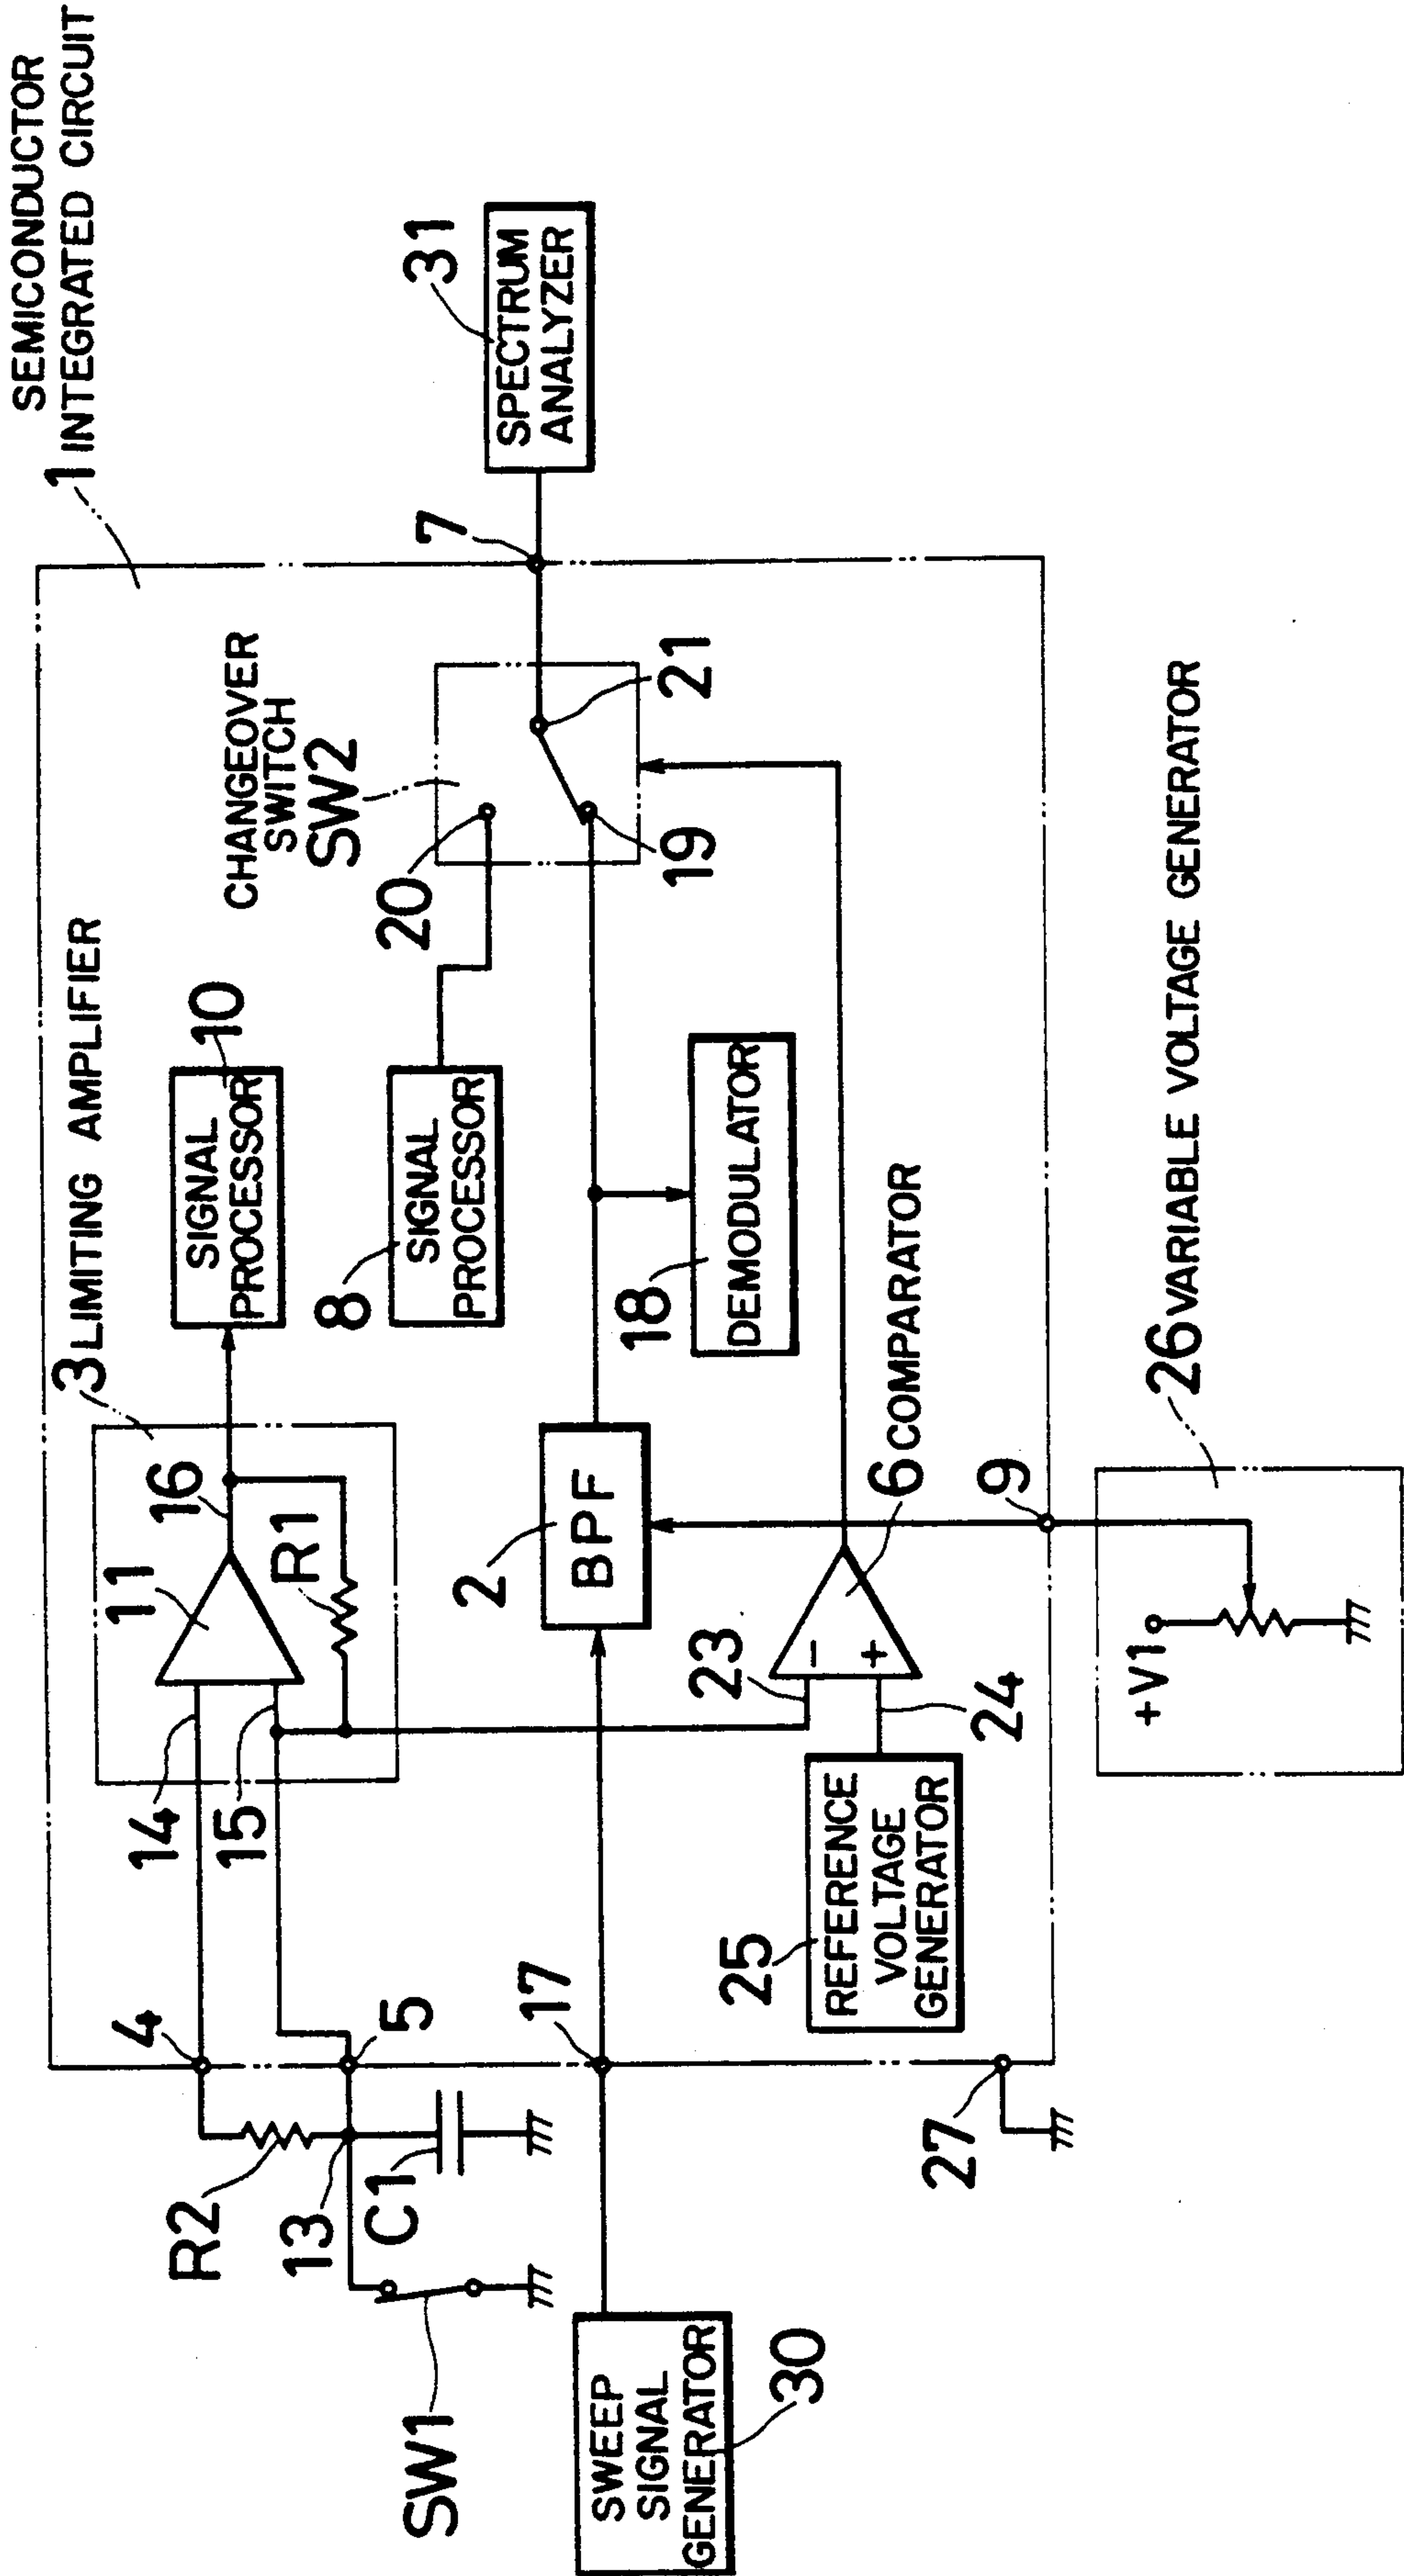 SEMICONDUCTOR
1 INTEGRATED CIRCUIT
3 LIMITING AMPLIFIER
CHANGEOVER
SWITCH
SW2
SIGNAL
PROCESSOR
10
11
16
R1
14
15
4
5
R2
13
C1
SW1
8
SIGNAL
PROCESSOR
20
21
19
7
31
SPECTRUM
ANALYZER
2
BPF
18
DEMODULATOR
17
SWEEP
SIGNAL
GENERATOR
30
23
24
−
+
6 COMPARATOR
25
REFERENCE
VOLTAGE
GENERATOR
27
9
26 VARIABLE VOLTAGE GENERATOR
+V1